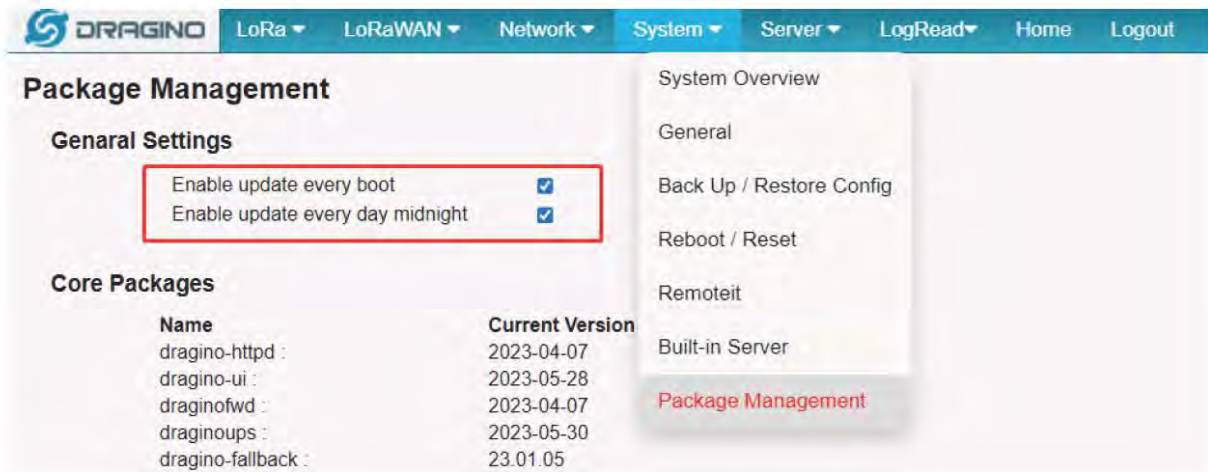 DRAGINO LoRa LoRaWAN Network System Server LogRead Home Logout
Package Management
Genaral Settings
Enable update every boot
Enable update every day midnight
Core Packages
Name Current Version
dragino-httpd : 2023-04-07
dragino-ui : 2023-05-28
draginofwd : 2023-04-07
draginoups : 2023-05-30
dragino-fallback : 23.01.05
System Overview
General
Back Up / Restore Config
Reboot / Reset
Remoteit
Built-in Server
Package Management